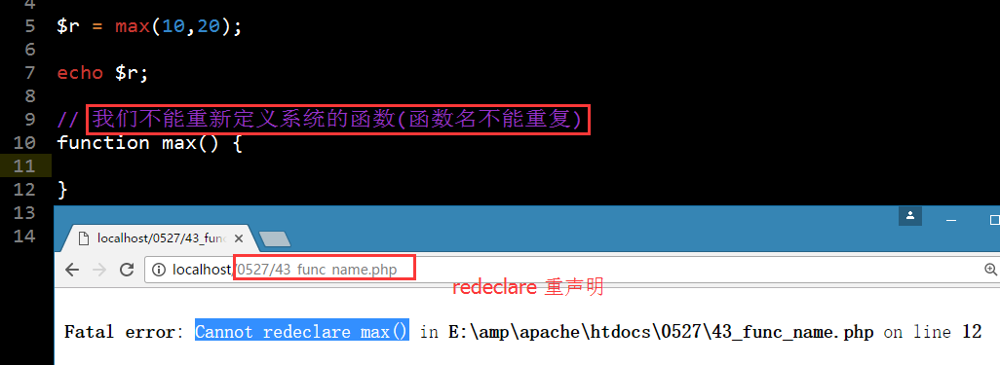 4
5 $r = max(10,20);
6
7 echo $r;
8
9 // 我们不能重新定义系统的函数(函数名不能重复)
10 function max() {
11
12 }
13
14
localhost/0527/43_func
localhost/0527/43_func_name.php
redeclare 重声明
Fatal error: Cannot redeclare max() in E:\amp\apache\htdocs\0527\43_func_name.php on line 12